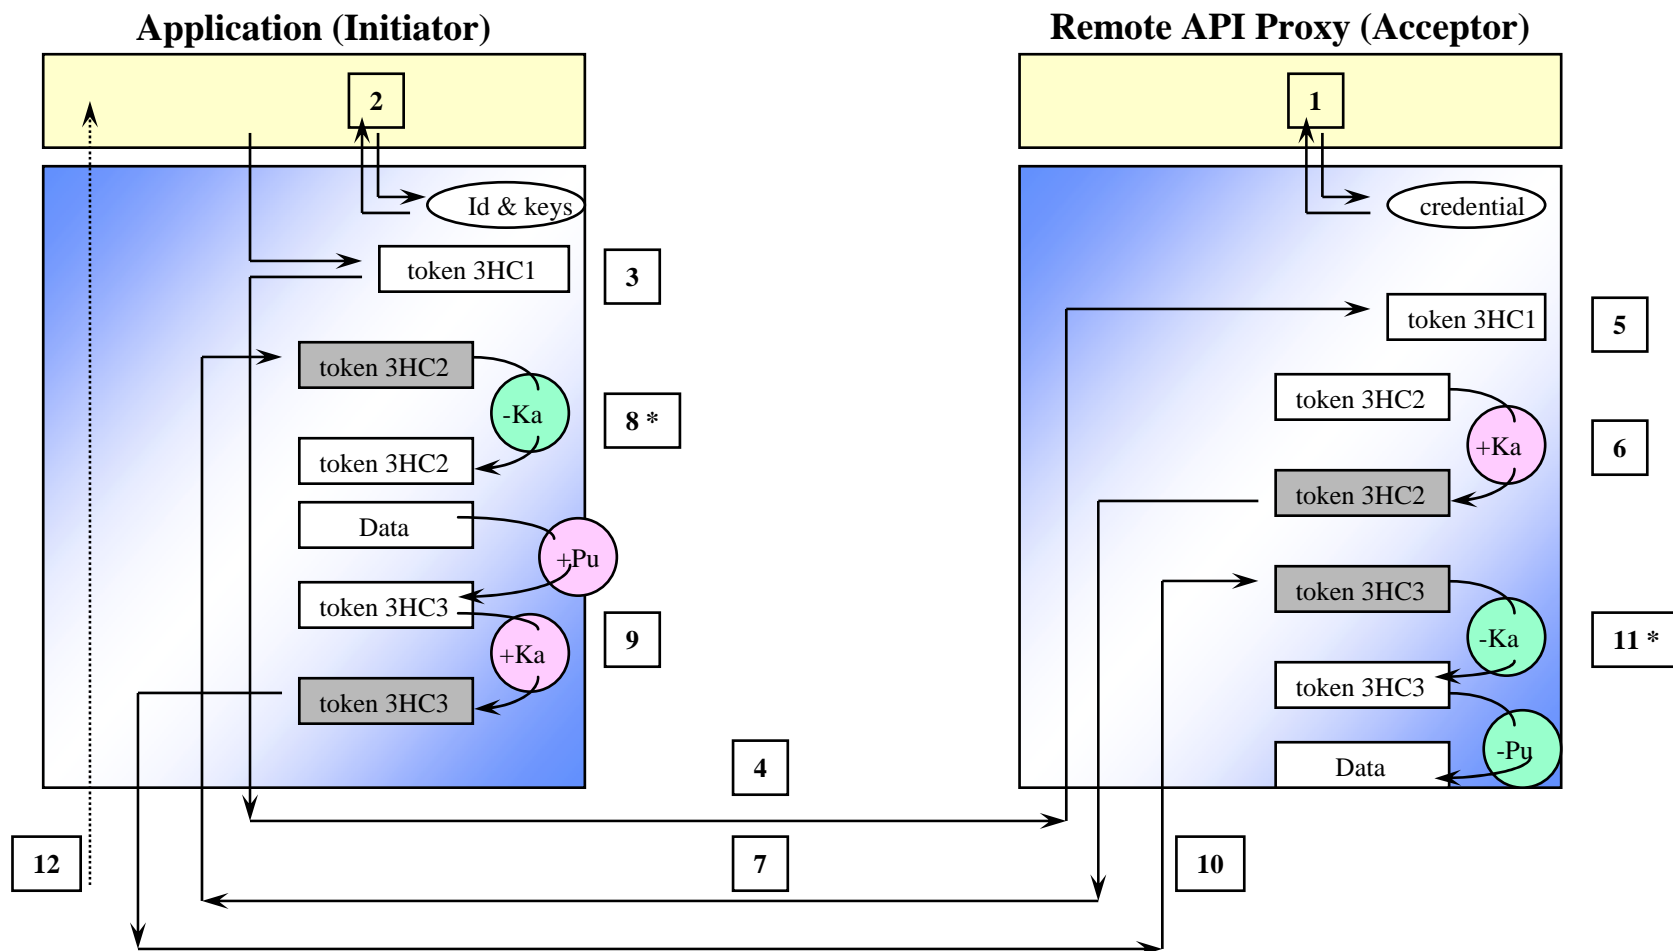 Application (Initiator)
Remote API Proxy (Acceptor)
2
1
Id & keys
credential
token 3HC1
3
token 3HC1
5
token 3HC2
-Ka
8 *
token 3HC2
token 3HC2
+Ka
6
token 3HC2
Data
+Pu
token 3HC3
9
+Ka
token 3HC3
token 3HC3
-Ka
11 *
token 3HC3
-Pu
Data
4
12
7
10